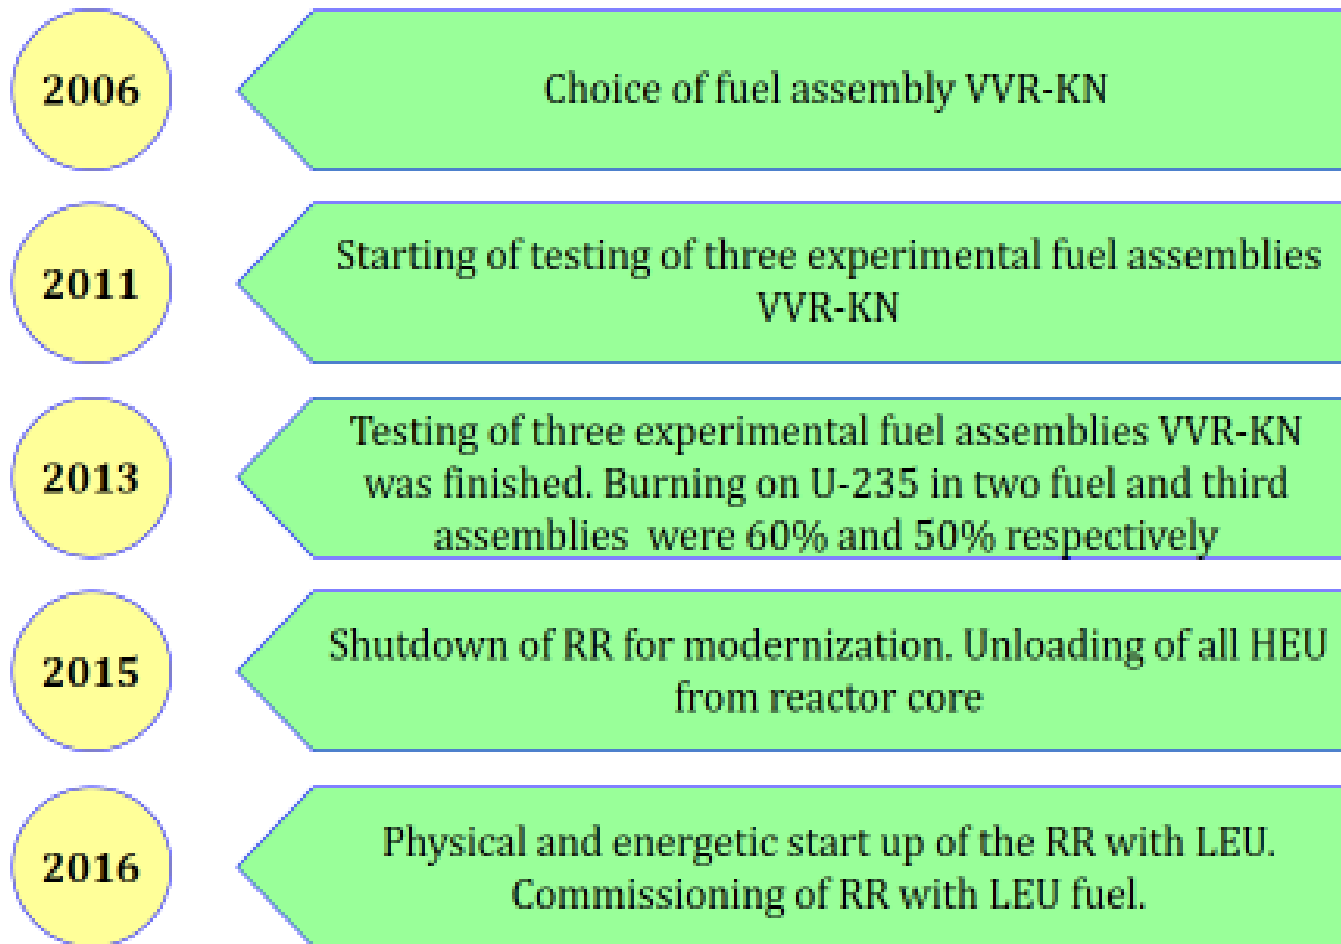 2006
Choice of fuel assembly VVR-KN
2011
Starting of testing of three experimental fuel assemblies
VVR-KN
2013
Testing of three experimental fuel assemblies VVR-KN
was finished. Burning on U-235 in two fuel and third
assemblies were 60% and 50% respectively
2015
Shutdown of RR for modernization. Unloading of all HEU
from reactor core
2016
Physical and energetic start up of the RR with LEU.
Commissioning of RR with LEU fuel.